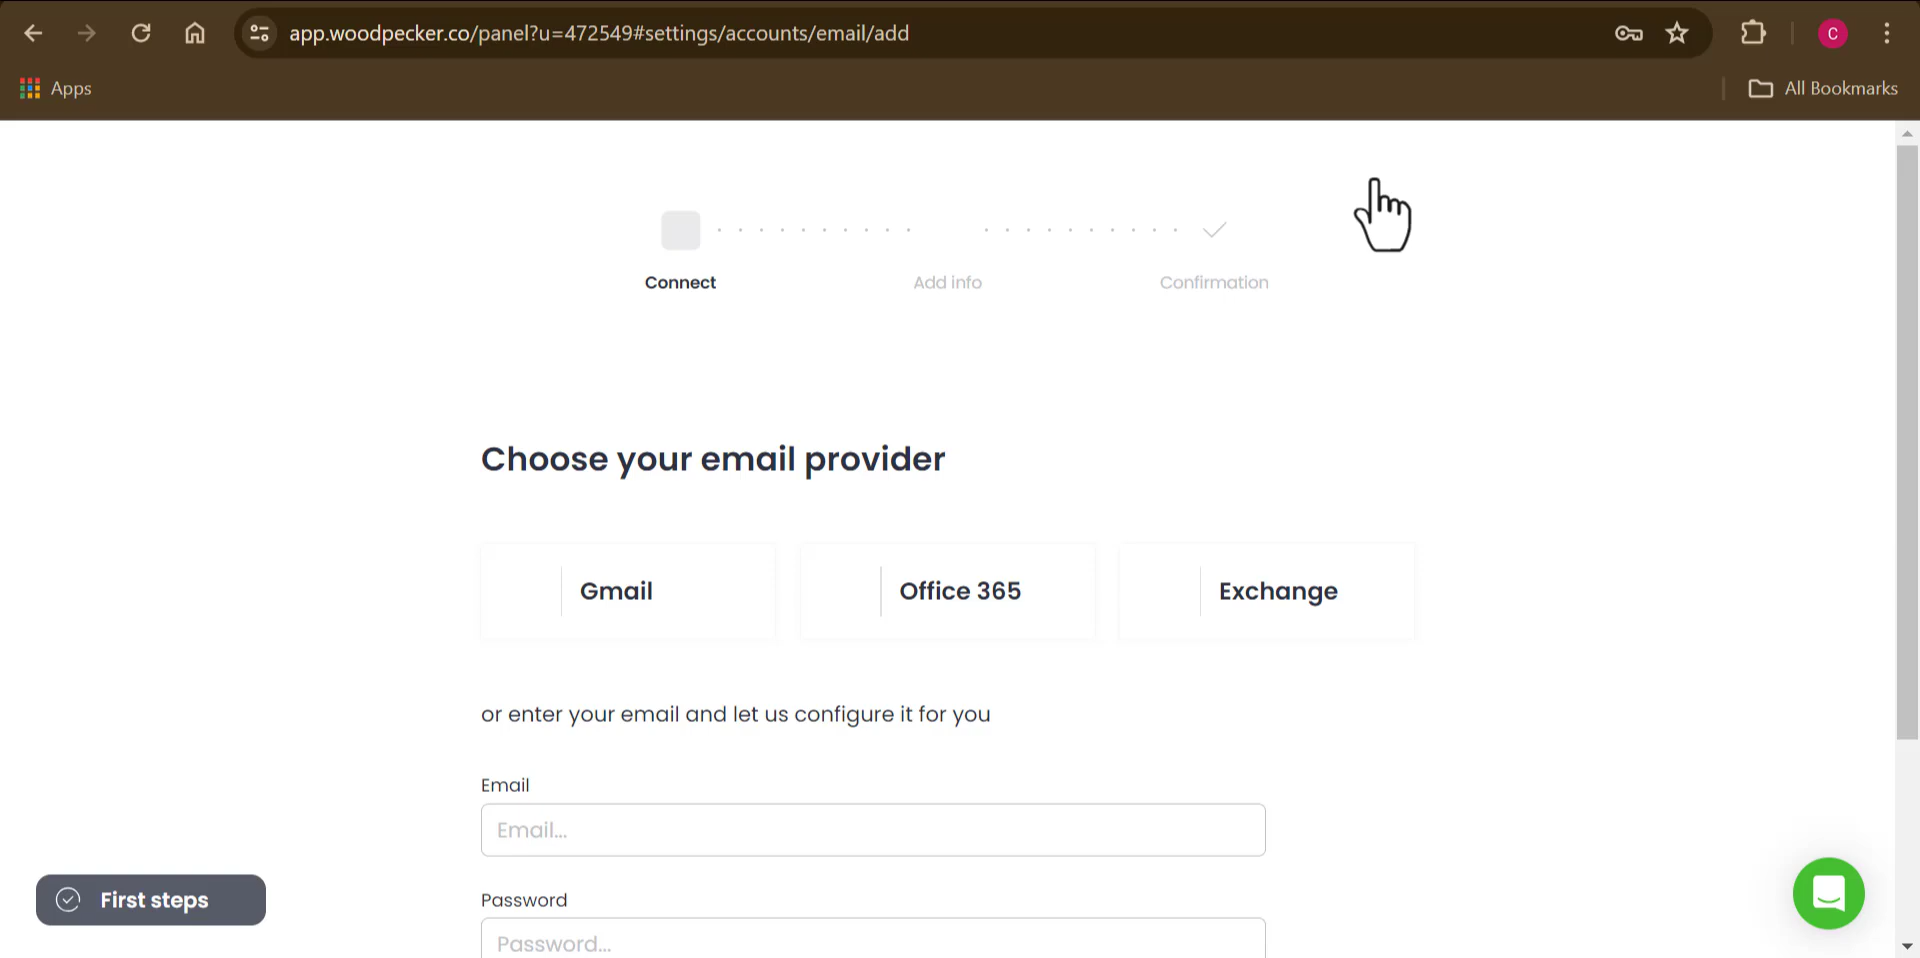 app.woodpecker.co/panel?u=472549#settings/accounts/email/add
C
Apps
All Bookmarks
Connect
Add info
Confirmation
Choose your email provider
Gmail
Office 365
Exchange
or enter your email and let us configure it for you
Email
Email...
First steps
Password
Password...